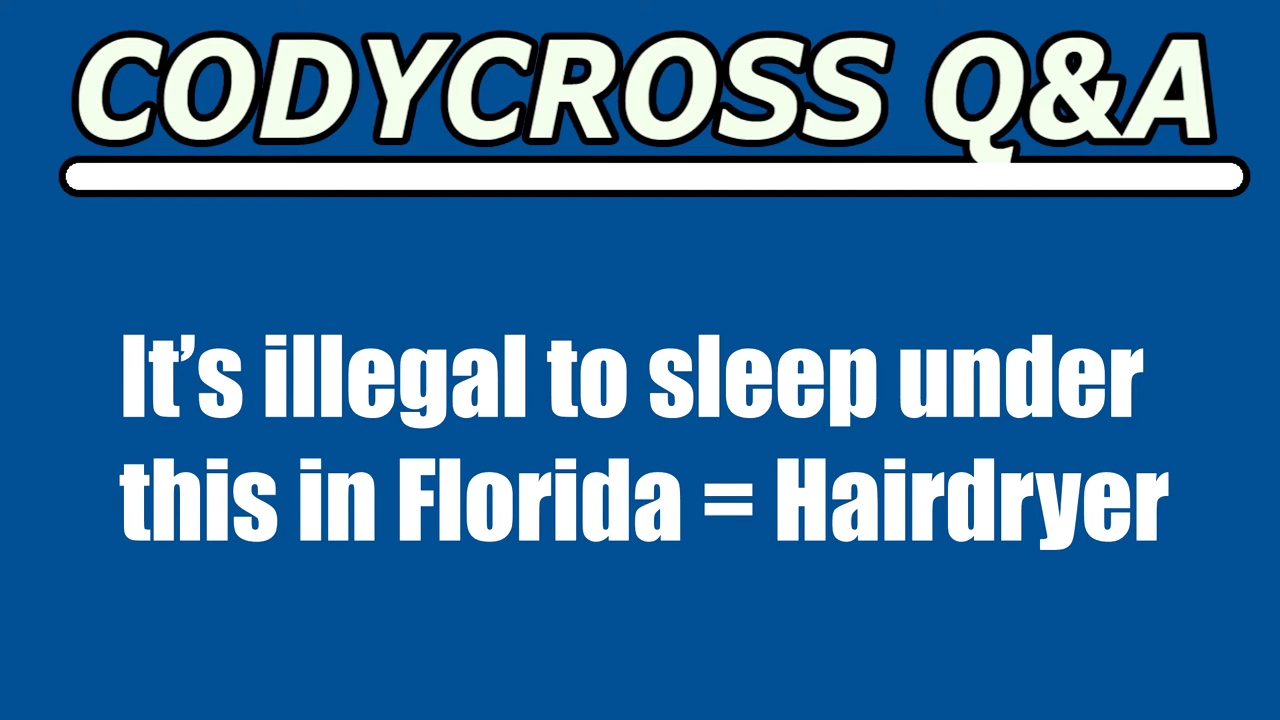 CODYCROSS Q&A
It’s illegal to sleep under
this in Florida = Hairdryer